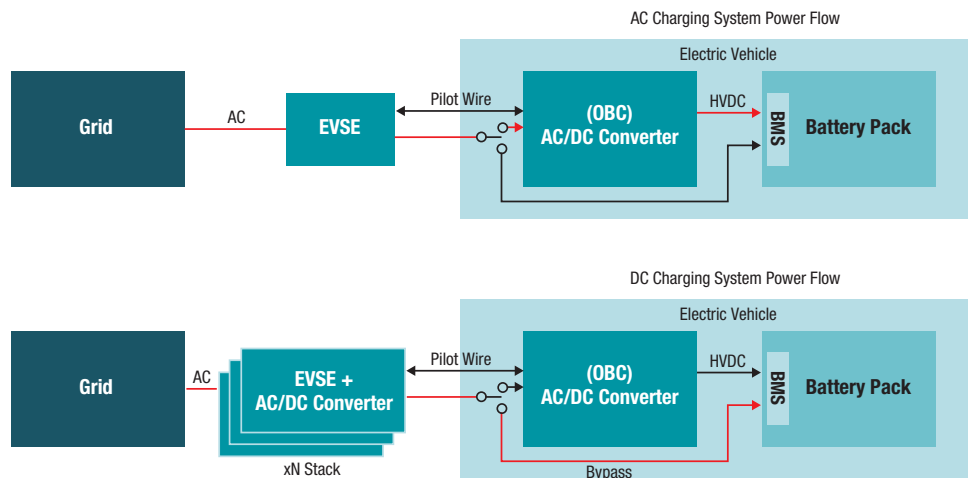 AC Charging System Power Flow
Electric Vehicle
Grid
AC
EVSE
Pilot Wire
(OBC)
AC/DC Converter
HVDC
BMS
Battery Pack
DC Charging System Power Flow
Electric Vehicle
Grid
AC
EVSE +
AC/DC Converter
xN Stack
Pilot Wire
(OBC)
AC/DC Converter
HVDC
BMS
Battery Pack
Bypass